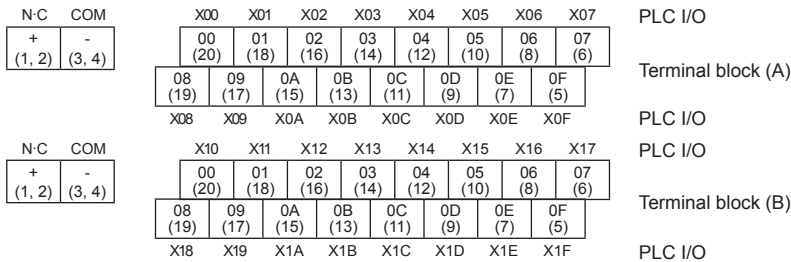 N·C COM X00 X01 X02 X03 X04 X05 X06 X07 PLC I/O
+ - 00 01 02 03 04 05 06 07
(1, 2) (3, 4) (20) (18) (16) (14) (12) (10) (8) (6)
Terminal block (A)
08 09 0A 0B 0C 0D 0E 0F
(19) (17) (15) (13) (11) (9) (7) (5)
X08 X09 X0A X0B X0C X0D X0E X0F PLC I/O
N·C COM X10 X11 X12 X13 X14 X15 X16 X17 PLC I/O
+ - 00 01 02 03 04 05 06 07
(1, 2) (3, 4) (20) (18) (16) (14) (12) (10) (8) (6)
Terminal block (B)
08 09 0A 0B 0C 0D 0E 0F
(19) (17) (15) (13) (11) (9) (7) (5)
X18 X19 X1A X1B X1C X1D X1E X1F PLC I/O